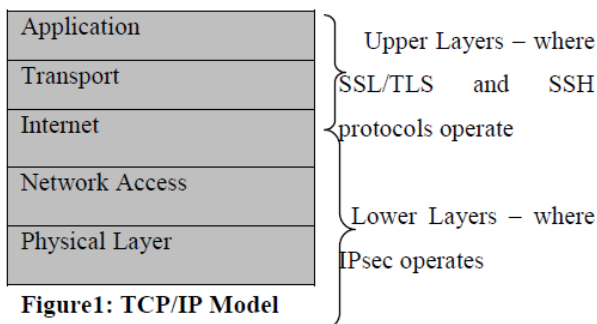 Application
Transport
Internet
Network Access
Physical Layer
Figure1: TCP/IP Model
Upper Layers – where
SSL/TLS and SSH
protocols operate
Lower Layers – where
IPsec operates